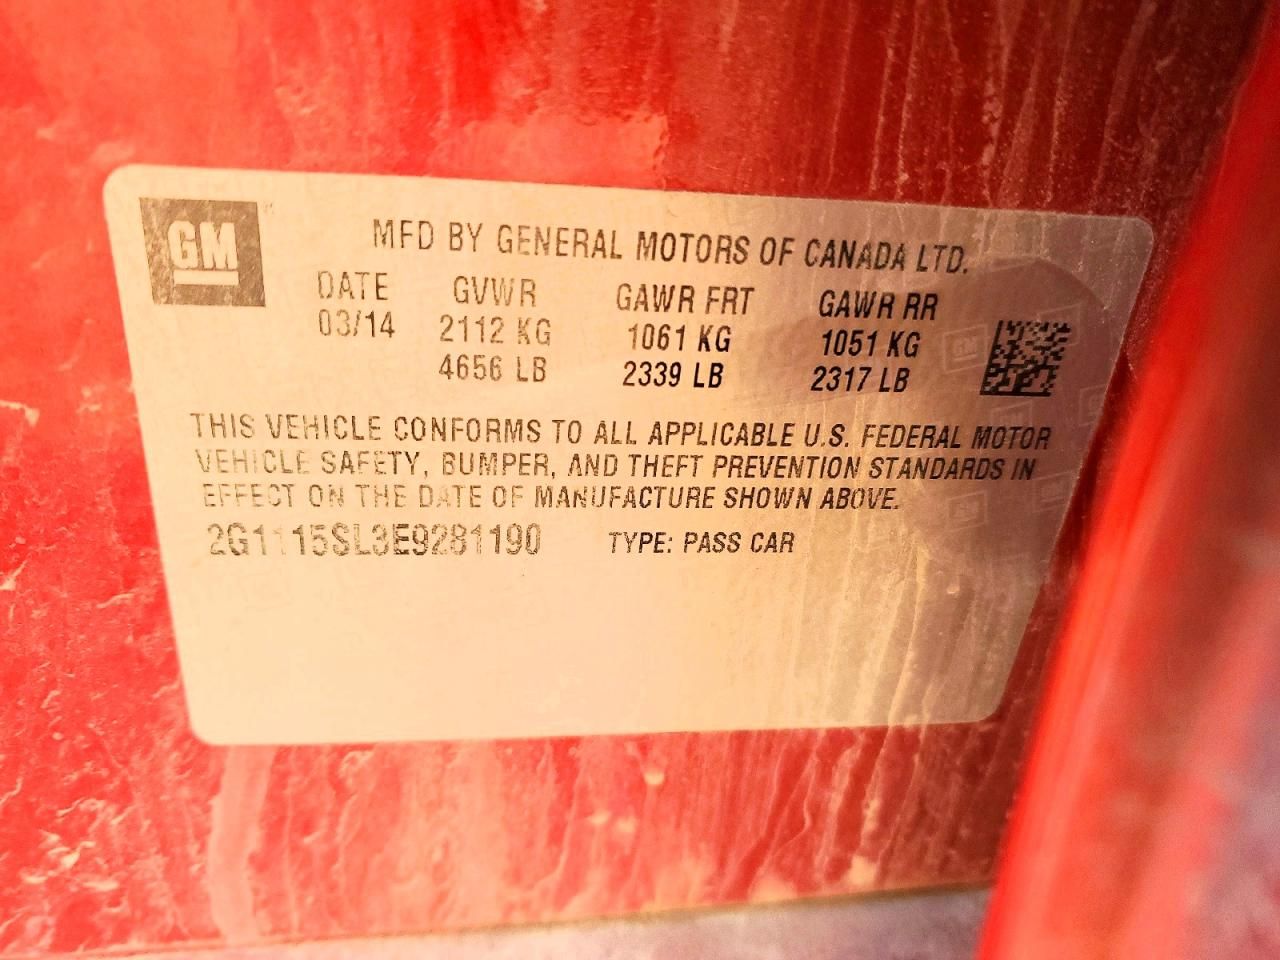 GM
MFD BY GENERAL MOTORS OF CANADA LTD.
DATE GVWR GAWR FRT GAWR RR
03/14 2112 KG 1061 KG 1051 KG
4656 LB 2339 LB 2317 LB
THIS VEHICLE CONFORMS TO ALL APPLICABLE U.S. FEDERAL MOTOR
VEHICLE SAFETY, BUMPER, AND THEFT PREVENTION STANDARDS IN
EFFECT ON THE DATE OF MANUFACTURE SHOWN ABOVE.
2G1115SL3E9281190 TYPE: PASS CAR